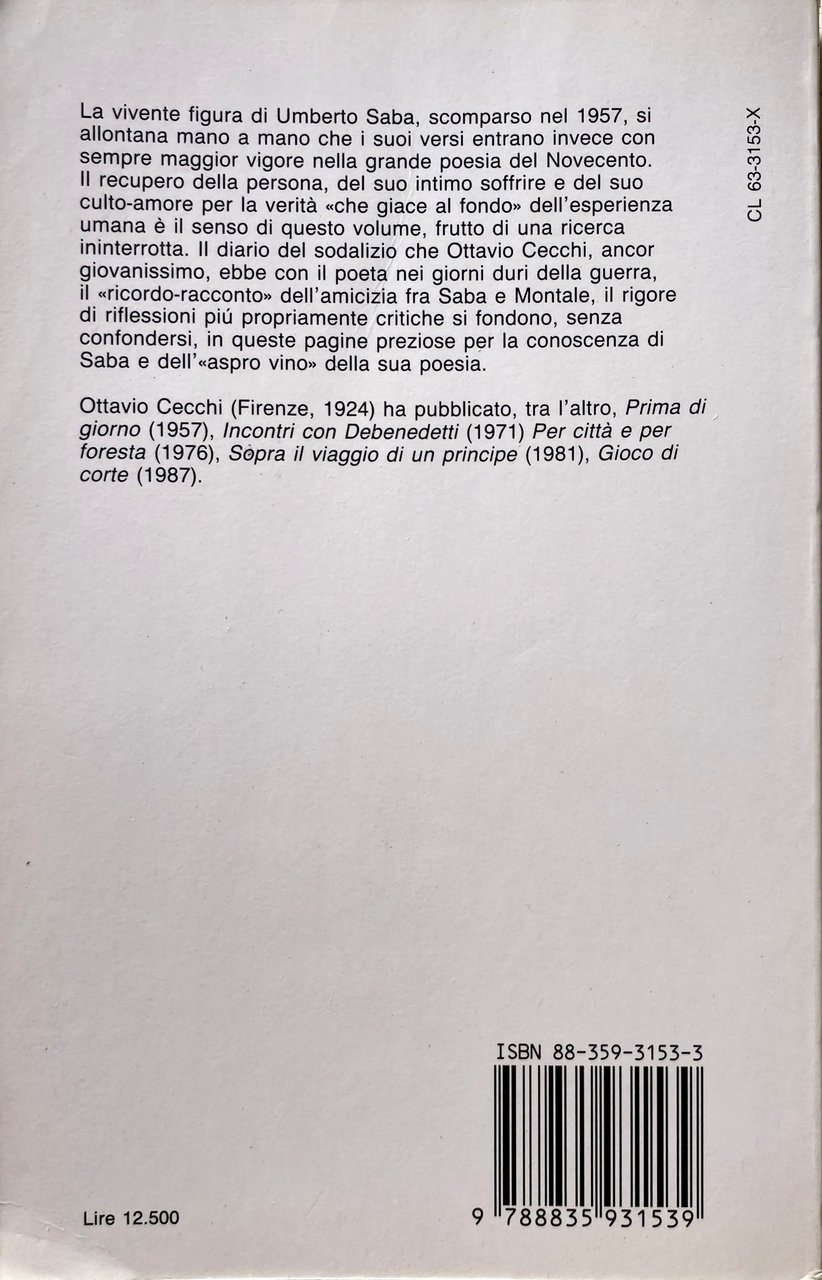 La vivente figura di Umberto Saba, scomparso nel 1957, si
allontana mano a mano che i suoi versi entrano invece con
sempre maggior vigore nella grande poesia del Novecento.
Il recupero della persona, del suo intimo soffrire e del suo
culto-amore per la verità «che giace al fondo» dell'esperienza
umana è il senso di questo volume, frutto di una ricerca
ininterrotta. Il diario del sodalizio che Ottavio Cecchi, ancor
giovanissimo, ebbe con il poeta nei giorni duri della guerra,
il «ricordo-racconto» dell'amicizia fra Saba e Montale, il rigore
di riflessioni piú propriamente critiche si fondono, senza
confondersi, in queste pagine preziose per la conoscenza di
Saba e dell'«aspro vino» della sua poesia.
Ottavio Cecchi (Firenze, 1924) ha pubblicato, tra l'altro, Prima di
giorno (1957), Incontri con Debenedetti (1971) Per città e per
foresta (1976), Sopra il viaggio di un principe (1981), Gioco di
corte (1987).
CL 63-3153-X
ISBN 88-359-3153-3
9 788835 931539
Lire 12.500